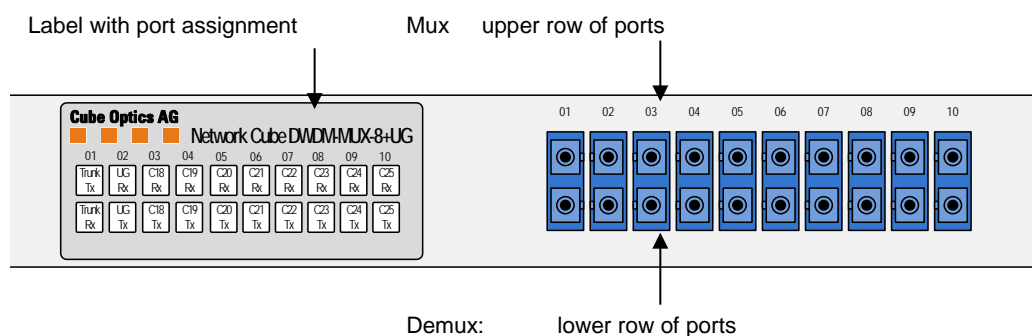 Label with port assignment Mux upper row of ports
Cube Optics AG
Network Cube DWDM-MUX-8+UG
01 02 03 04 05 06 07 08 09 10
Trunk UG C18 C19 C20 C21 C22 C23 C24 C25
Tx Rx Rx Rx Rx Rx Rx Rx Rx Rx
Trunk UG C18 C19 C20 C21 C22 C23 C24 C25
Rx Tx Tx Tx Tx Tx Tx Tx Tx Tx
01 02 03 04 05 06 07 08 09 10
Demux: lower row of ports